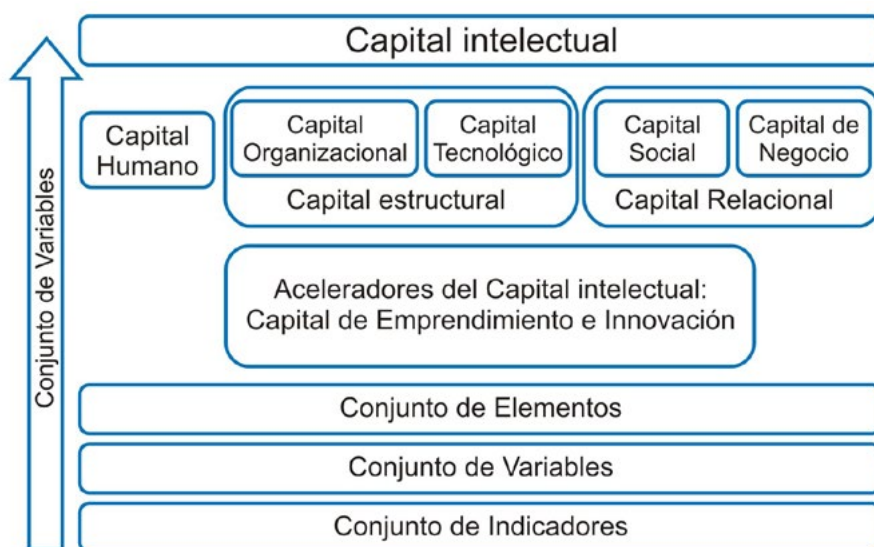 Capital intelectual
Conjunto de Variables
Capital
Humano
Capital
Organizacional
Capital
Tecnológico
Capital estructural
Capital
Social
Capital de
Negocio
Capital Relacional
Aceleradores del Capital intelectual:
Capital de Emprendimiento e Innovación
Conjunto de Elementos
Conjunto de Variables
Conjunto de Indicadores